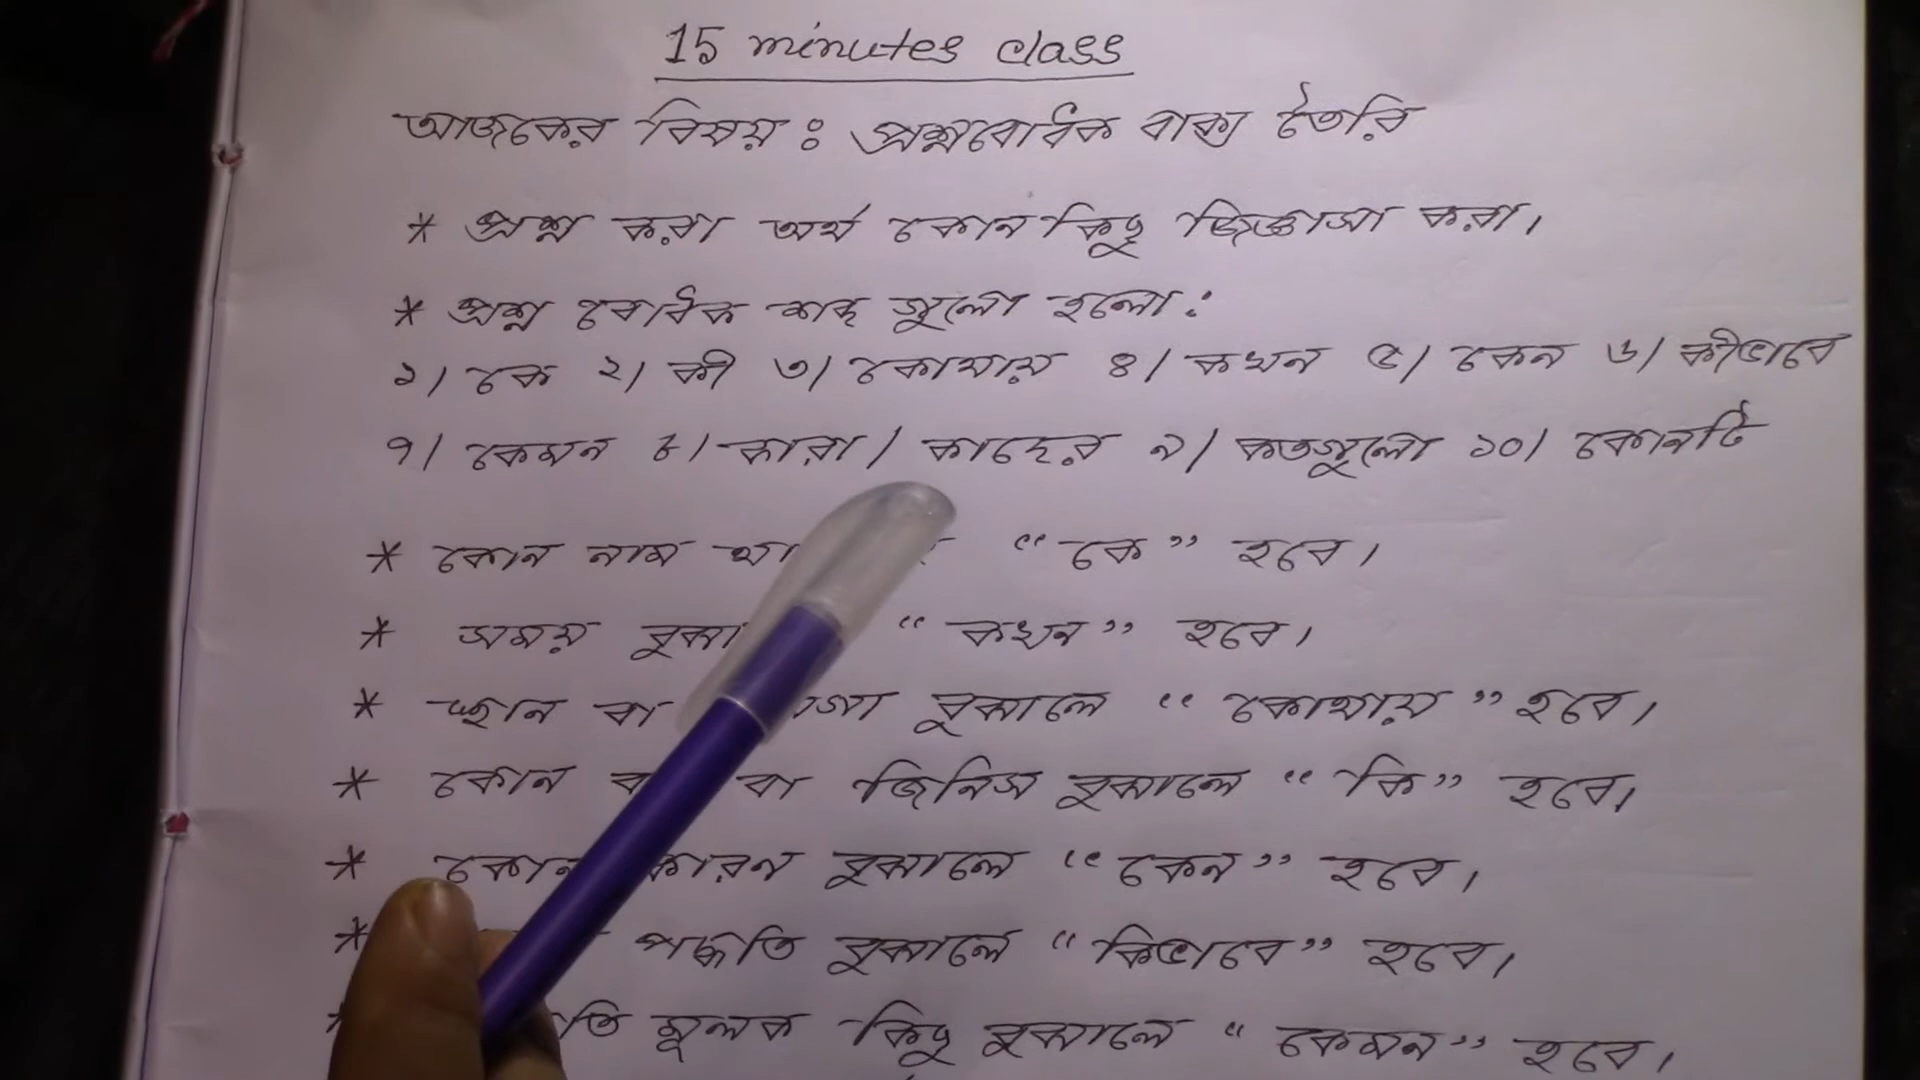 15 minutes class
আজকের বিষয় : প্রশ্নবোধক বাক্য তৈরি
* প্রশ্ন করা অর্থ কোন কিছু জিজ্ঞাসা করা।
* প্রশ্ন বোধক শব্দ গুলো হলো :
১/ কে ২/ কী ৩/ কোথায় ৪/ কখন ৫/ কেন ৬/ কীভাবে
৭/ কেমন ৮/ কারা / কাদের ৯/ কতগুলো ১০/ কোনটি
* কোন নাম “ কে ” হবে।
* সময় “ কখন ” হবে।
* স্থান বা বুঝালে “ কোথায় ” হবে।
* কোন বা জিনিস বুঝালে “ কি ” হবে।
* কোন কারন বুঝালে “ কেন ” হবে।
* পদ্ধতি বুঝালে “ কিভাবে ” হবে।
* মূলক কিছু বুঝালে “ কেমন ” হবে।